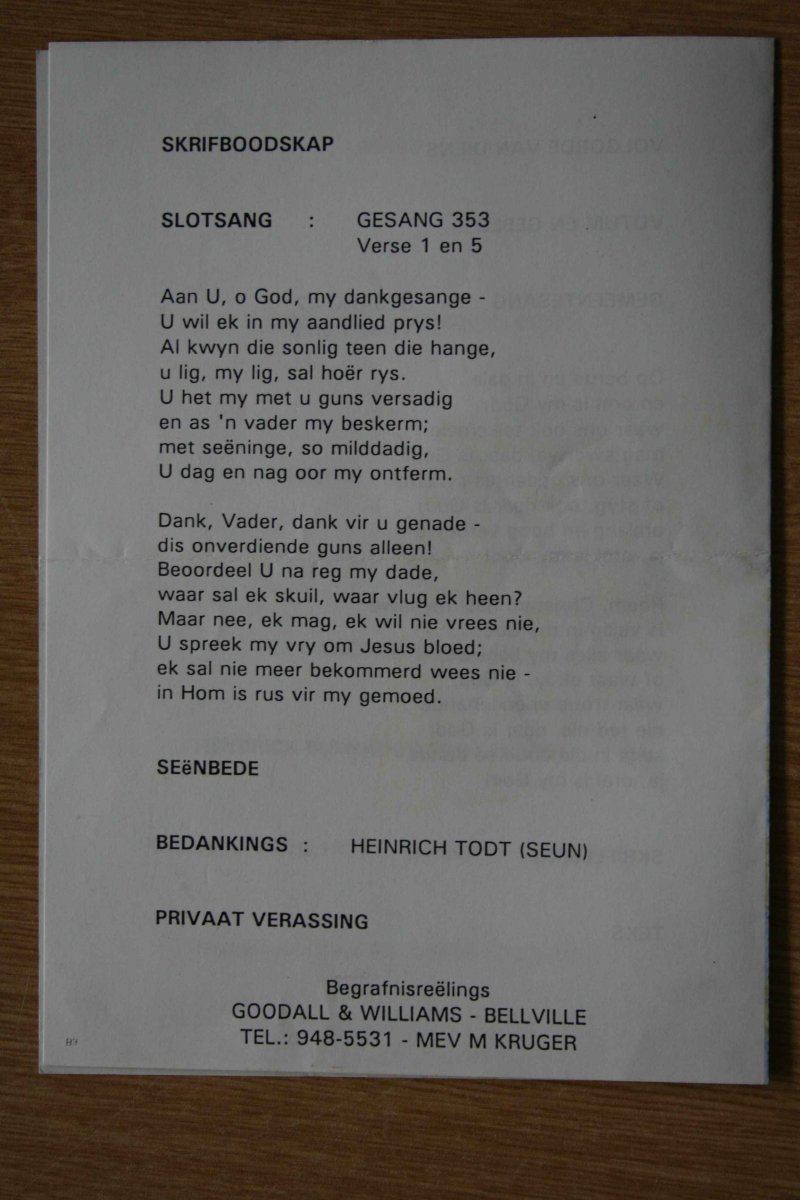 SKRIFBOODSKAP
SLOTSANG : GESANG 353
Verse 1 en 5
Aan U, o God, my dankgesange -
U wil ek in my aandlied prys!
Al kwyn die sonlig teen die hange,
u lig, my lig, sal hoër rys.
U het my met u guns versadig
en as 'n vader my beskerm;
met seëninge, so milddadig,
U dag en nag oor my ontferm.
Dank, Vader, dank vir u genade -
dis onverdiende guns alleen!
Beoordeel U na reg my dade,
waar sal ek skuil, waar vlug ek heen?
Maar nee, ek mag, ek wil nie vrees nie,
U spreek my vry om Jesus bloed;
ek sal nie meer bekommerd wees nie -
in Hom is rus vir my gemoed.
SEëNBEDE
BEDANKINGS : HEINRICH TODT (SEUN)
PRIVAAT VERASSING
Begrafnisreëlings
GOODALL & WILLIAMS - BELLVILLE
TEL.: 948-5531 - MEV M KRUGER